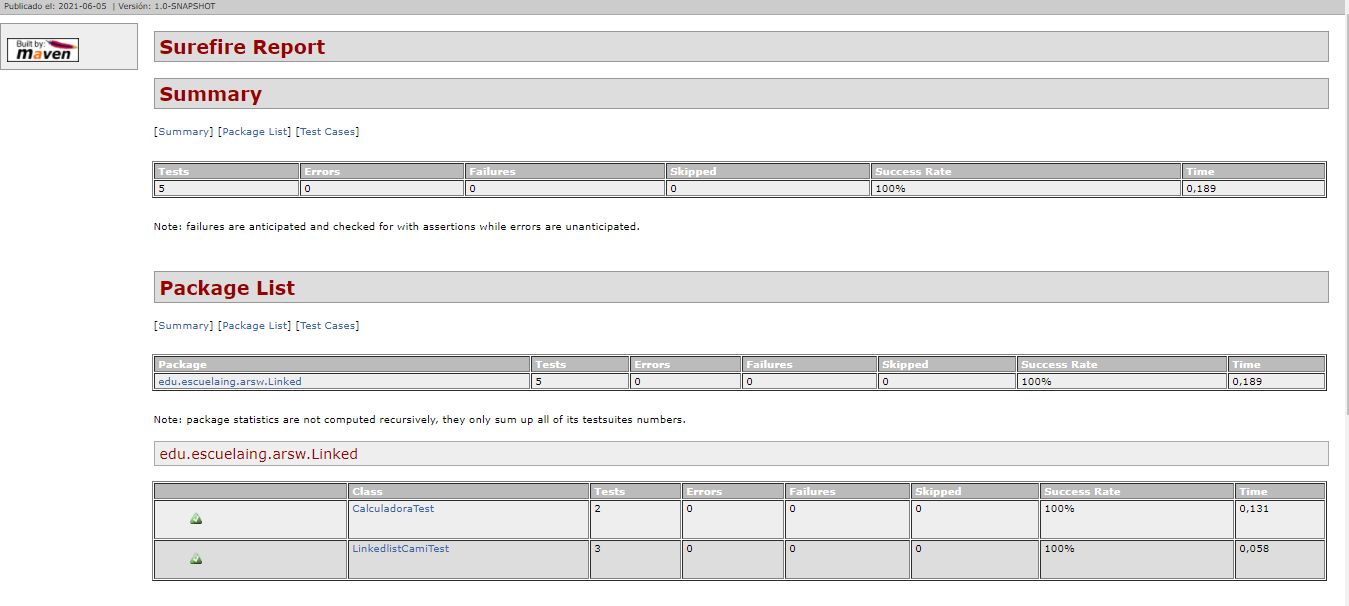 Publicado el: 2021-06-05 | Versión: 1.0-SNAPSHOT
Built by:
maven
Surefire Report
Summary
[Summary] [Package List] [Test Cases]
Tests Errors Failures Skipped Success Rate Time
5 0 0 0 100% 0,189
Note: failures are anticipated and checked for with assertions while errors are unanticipated.
Package List
[Summary] [Package List] [Test Cases]
Package Tests Errors Failures Skipped Success Rate Time
edu.escuelaing.arsw.Linked 5 0 0 0 100% 0,189
Note: package statistics are not computed recursively, they only sum up all of its testsuites numbers.
edu.escuelaing.arsw.Linked
Class Tests Errors Failures Skipped Success Rate Time
CalculadoraTest 2 0 0 0 100% 0,131
LinkedlistCamiTest 3 0 0 0 100% 0,058